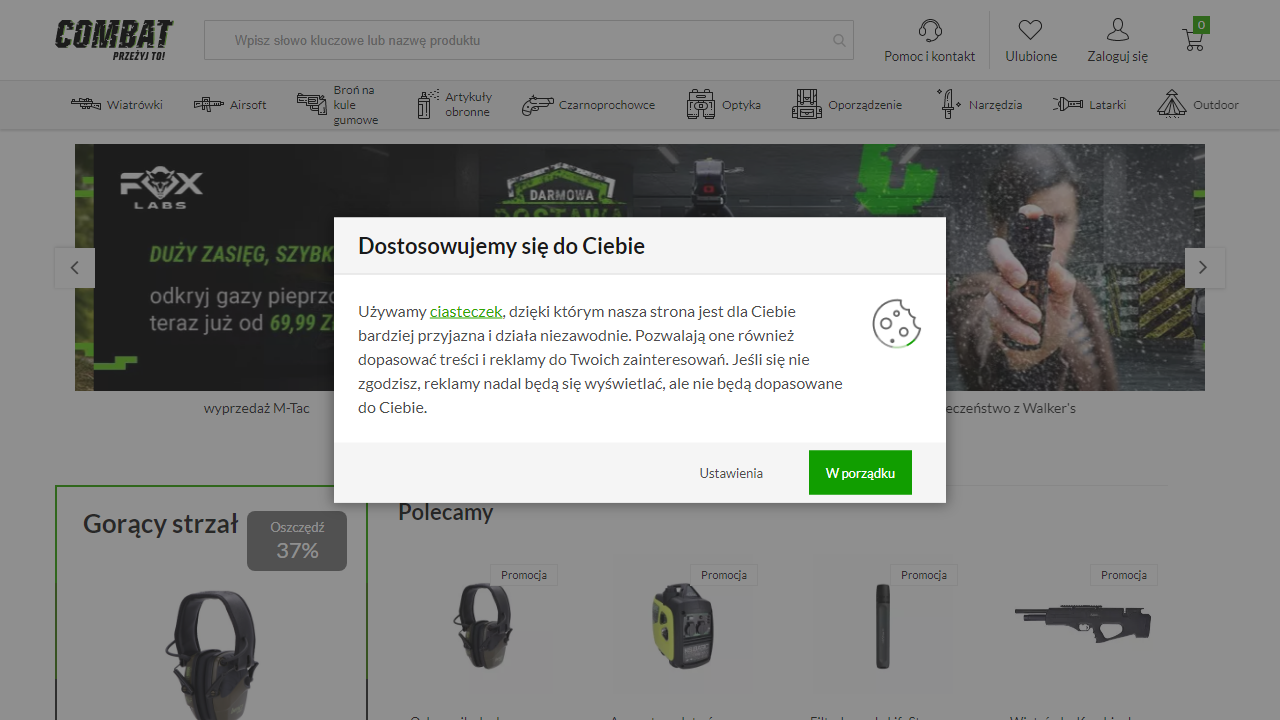 COMBAT
PRZEŻYJ TO!
Wpisz słowo kluczowe lub nazwę produktu
Pomoc i kontakt
Ulubione
Zaloguj się
0
Wiatrówki
Airsoft
Broń na
kule
gumowe
Artykuły
obronne
Czarnoprochowce
Optyka
Oporządzenie
Narzędzia
Latarki
Outdoor
FOX
LABS
DARMOWA
DOSTAWA
DUŻY ZASIĘG, SZYBK
odkryj gazy pieprzo
teraz już od 69,99 Z
wyprzedaż M-Tac
eczeństwo z Walker's
Dostosowujemy się do Ciebie
Używamy ciasteczek, dzięki którym nasza strona jest dla Ciebie
bardziej przyjazna i działa niezawodnie. Pozwalają one również
dopasować treści i reklamy do Twoich zainteresowań. Jeśli się nie
zgodzisz, reklamy nadal będą się wyświetlać, ale nie będą dopasowane
do Ciebie.
Ustawienia
W porządku
Gorący strzał
Oszczędź
37%
Polecamy
Promocja
Promocja
Promocja
Promocja